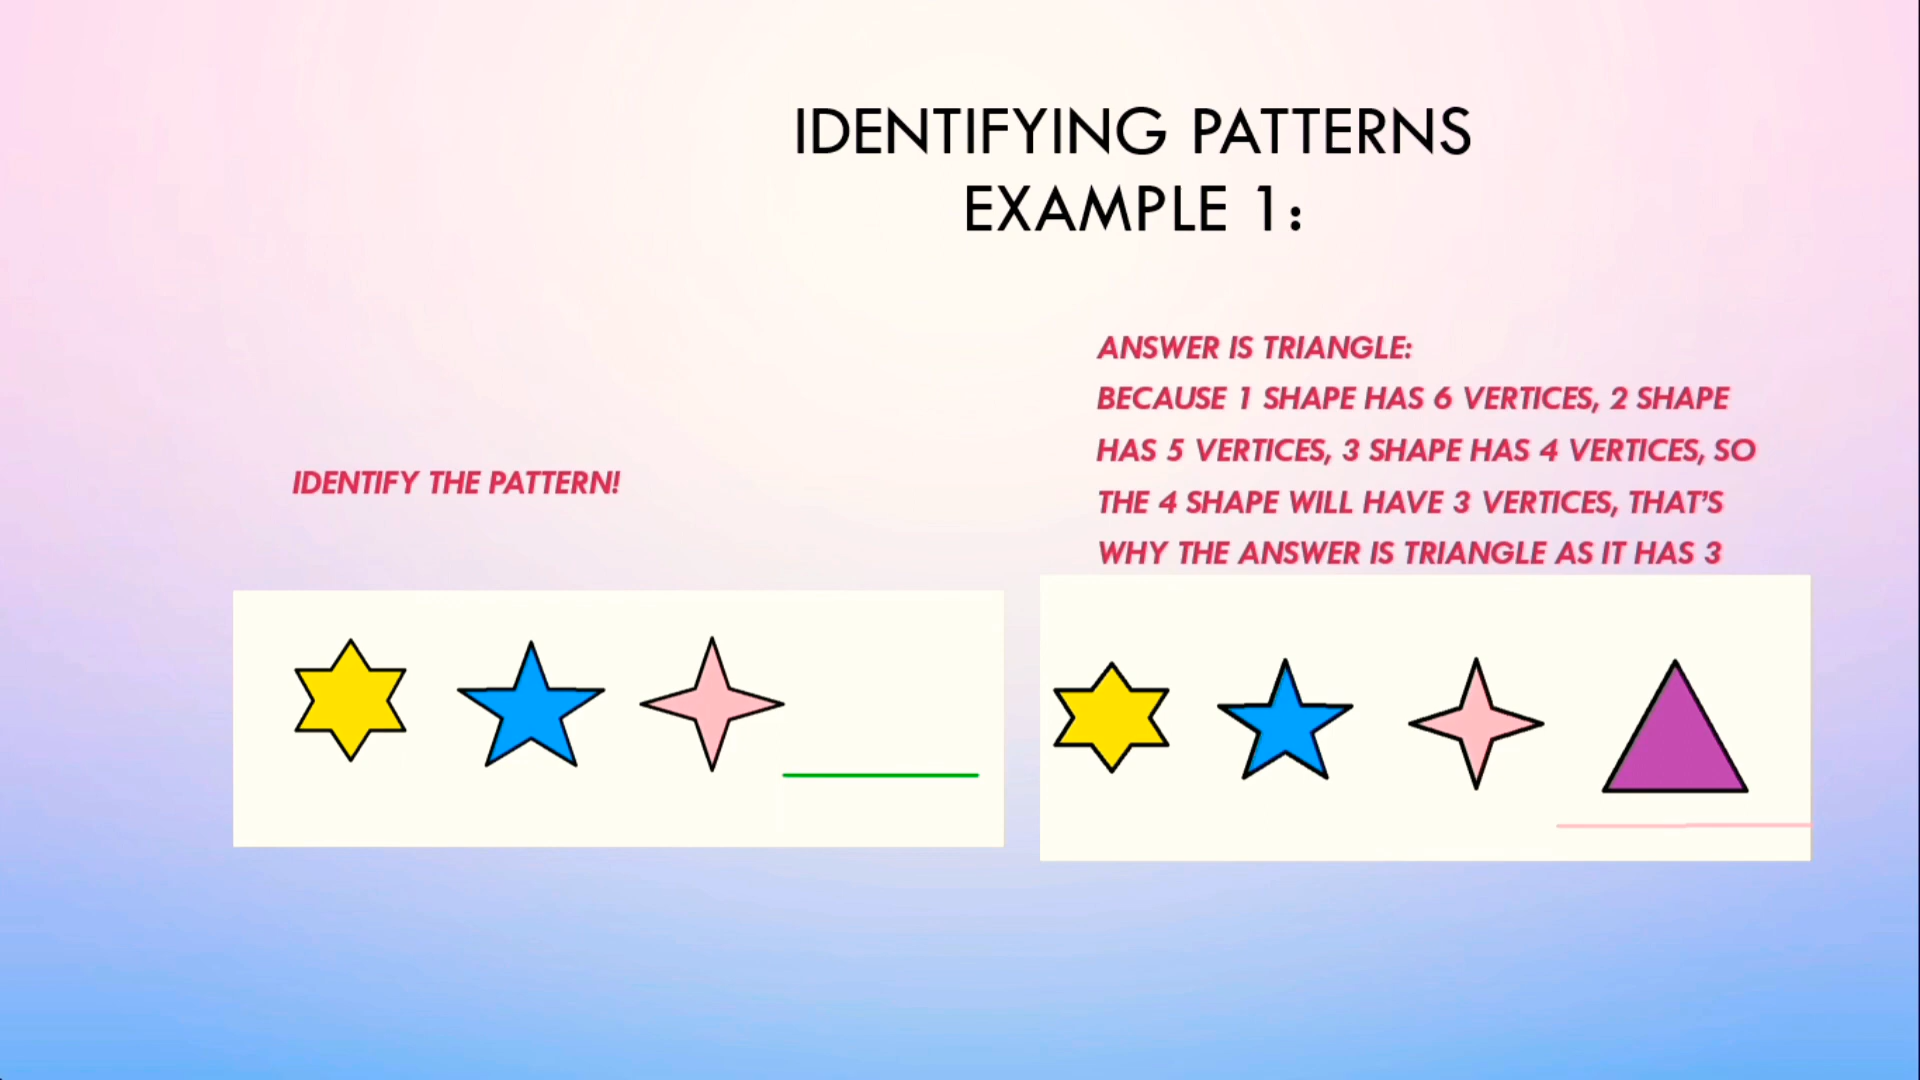 IDENTIFYING PATTERNS
EXAMPLE 1:
IDENTIFY THE PATTERN!
ANSWER IS TRIANGLE:
BECAUSE 1 SHAPE HAS 6 VERTICES, 2 SHAPE
HAS 5 VERTICES, 3 SHAPE HAS 4 VERTICES, SO
THE 4 SHAPE WILL HAVE 3 VERTICES, THAT'S
WHY THE ANSWER IS TRIANGLE AS IT HAS 3